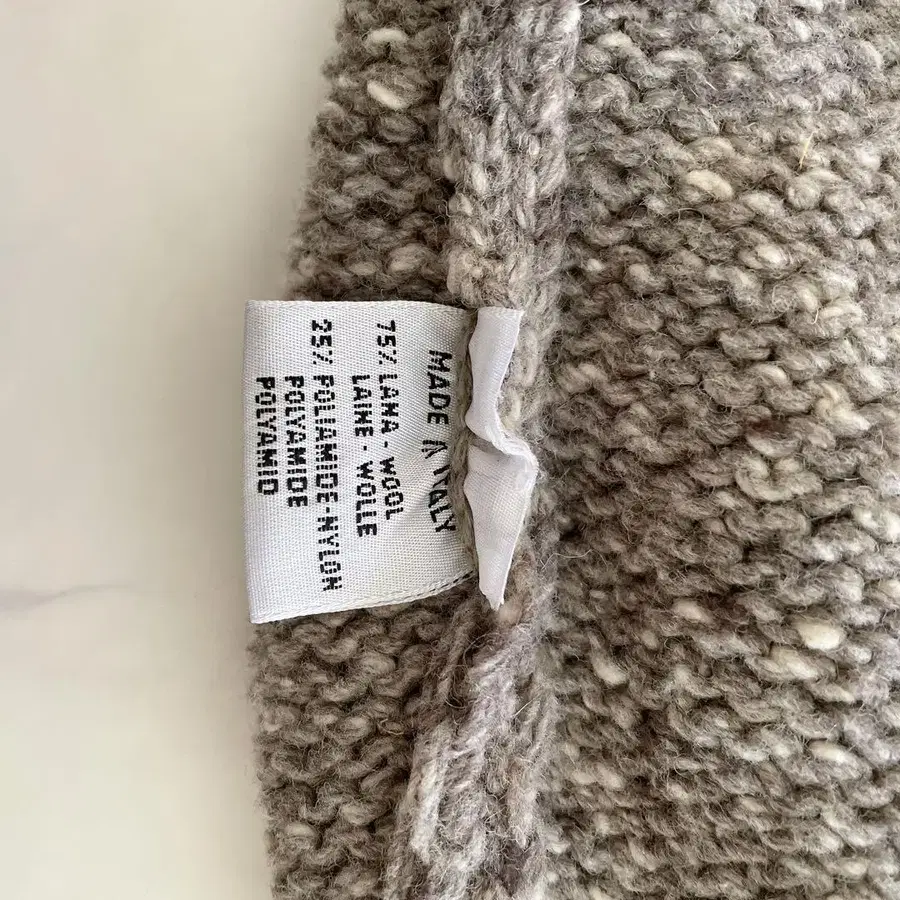 MADE IN ITALY
75% LANA - WOOL
LAINE - WOLLE
25% POLIAMIDE-NYLON
POLYAMIDE
POLYAMID